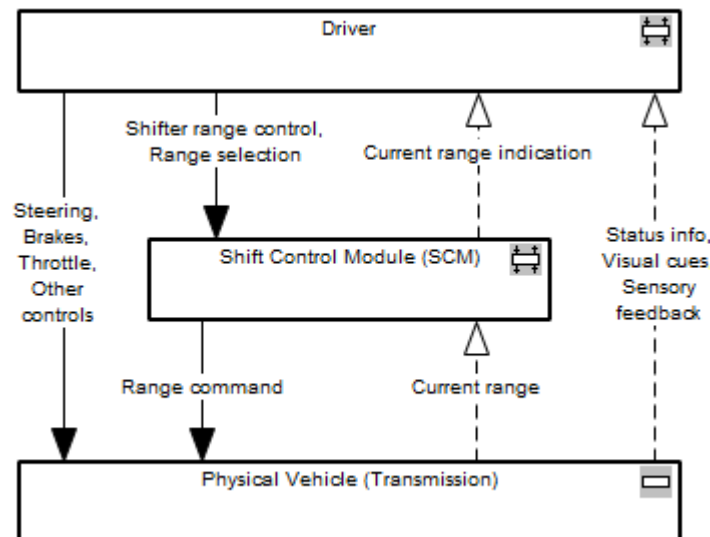 Driver
Shifter range control,
Range selection
Current range indication
Steering,
Brakes,
Throttle,
Other
controls
Status info,
Visual cues
Sensory
feedback
Shift Control Module (SCM)
Range command
Current range
Physical Vehicle (Transmission)